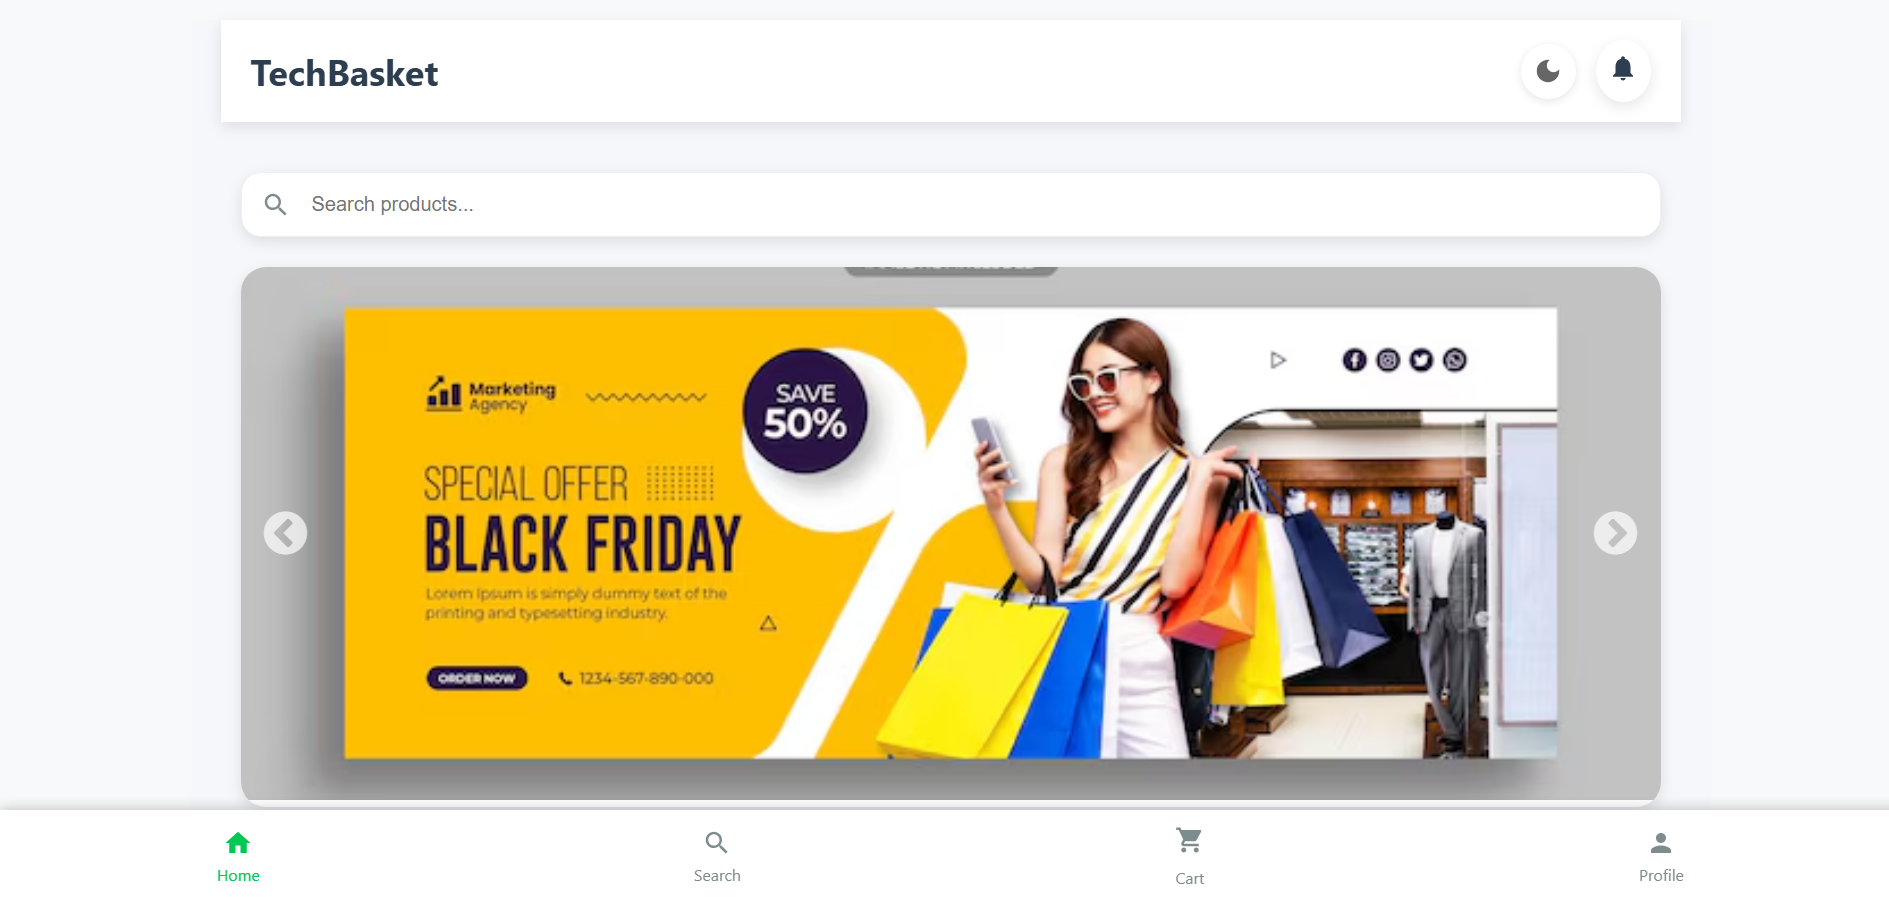 TechBasket
Search products...
Marketing
Agency
SAVE
50%
SPECIAL OFFER
BLACK FRIDAY
Lorem Ipsum is simply dummy text of the
printing and typesetting industry.
ORDER NOW
1234-567-890-000
Home
Search
Cart
Profile